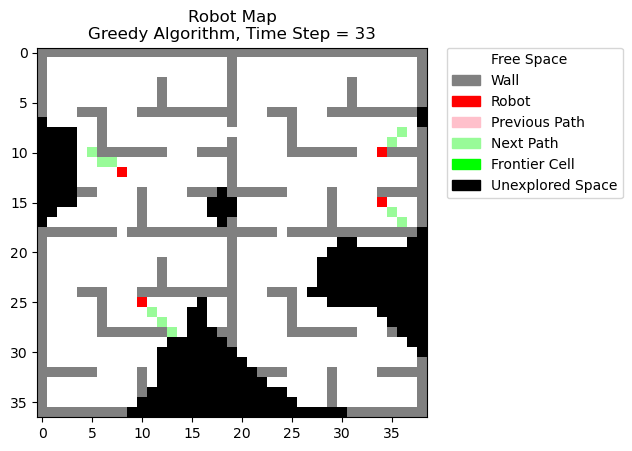 Robot Map
Greedy Algorithm, Time Step = 33
0
5
10
15
20
25
30
35
0
5
10
15
20
25
30
35
Free Space
Wall
Robot
Previous Path
Next Path
Frontier Cell
Unexplored Space